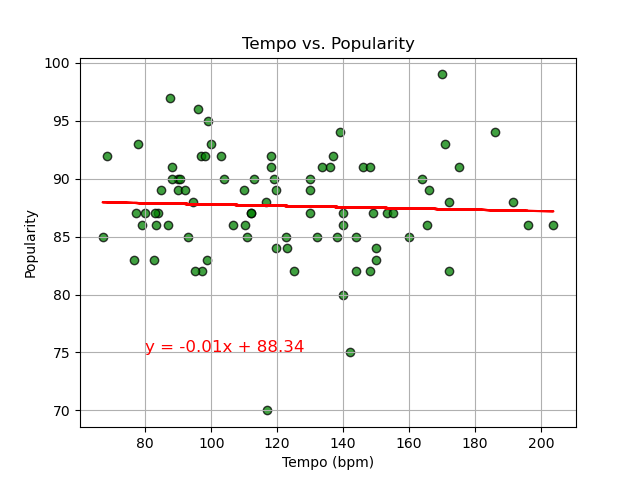 Tempo vs. Popularity
100
95
90
85
80
75
70
Popularity
y = -0.01x + 88.34
80 100 120 140 160 180 200
Tempo (bpm)